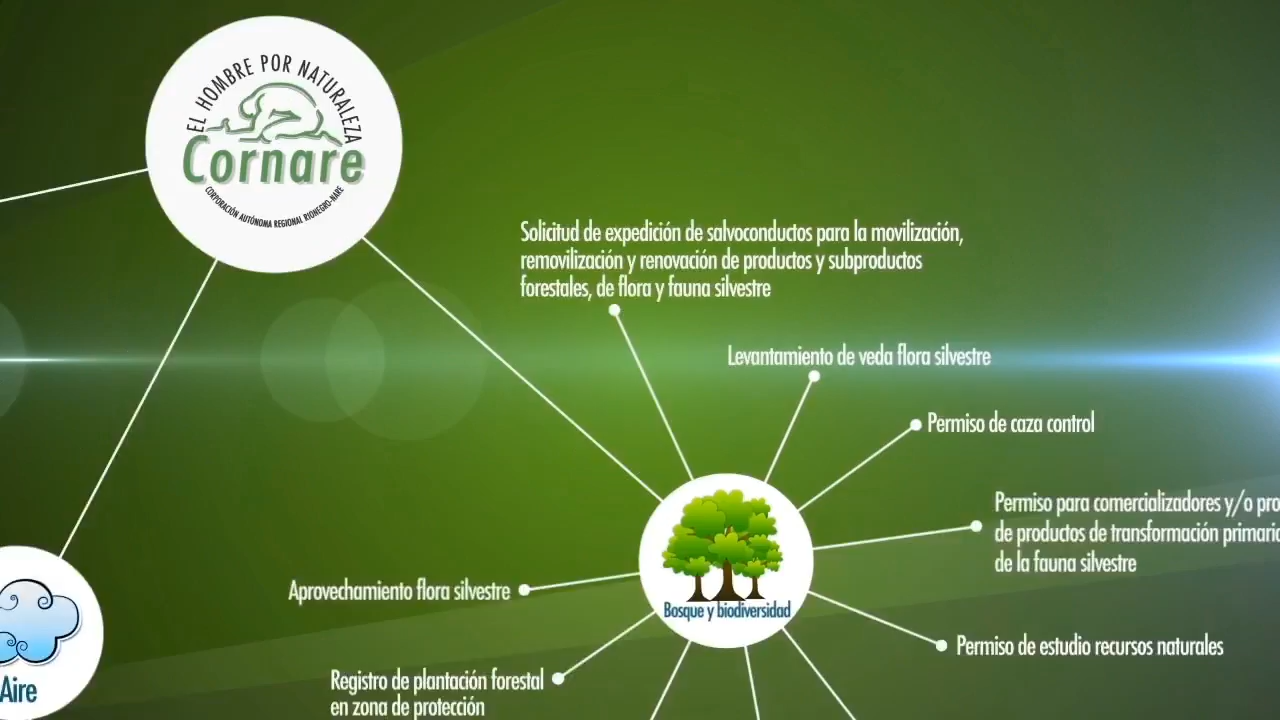 EL HOMBRE POR NATURALEZA
Cornare
CORPORACIÓN AUTÓNOMA REGIONAL RIONEGRO-NARE
Solicitud de expedición de salvoconductos para la movilización,
removilización y renovación de productos y subproductos
forestales, de flora y fauna silvestre
Levantamiento de veda flora silvestre
Permiso de caza control
Permiso para comercializadores y/o
de productos de transformación
de la fauna silvestre
Aprovechamiento flora silvestre
Bosque y biodiversidad
Permiso de estudio recursos naturales
Registro de plantación forestal
en zona de protección
Aire